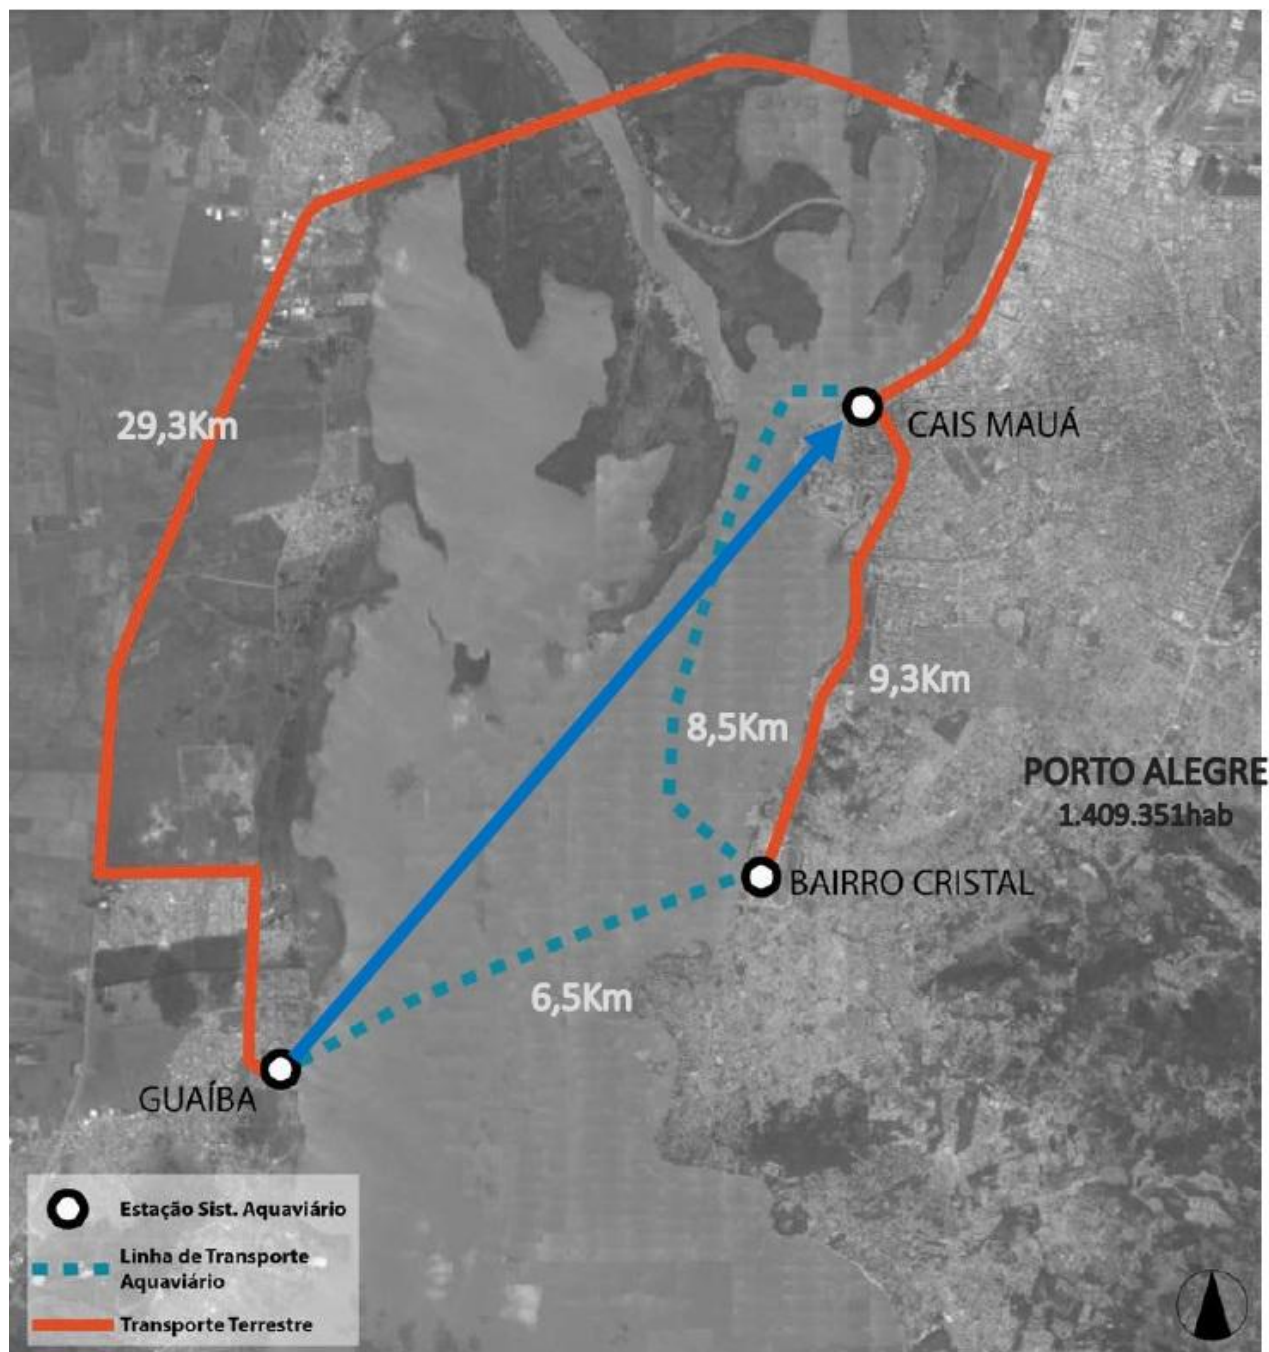 29,3Km
CAIS MAUÁ
9,3Km
8,5Km
PORTO ALEGRE
1.409.351hab
BAIRRO CRISTAL
6,5Km
GUAÍBA
Estação Sist. Aquaviário
Linha de Transporte
Aquaviário
Transporte Terrestre